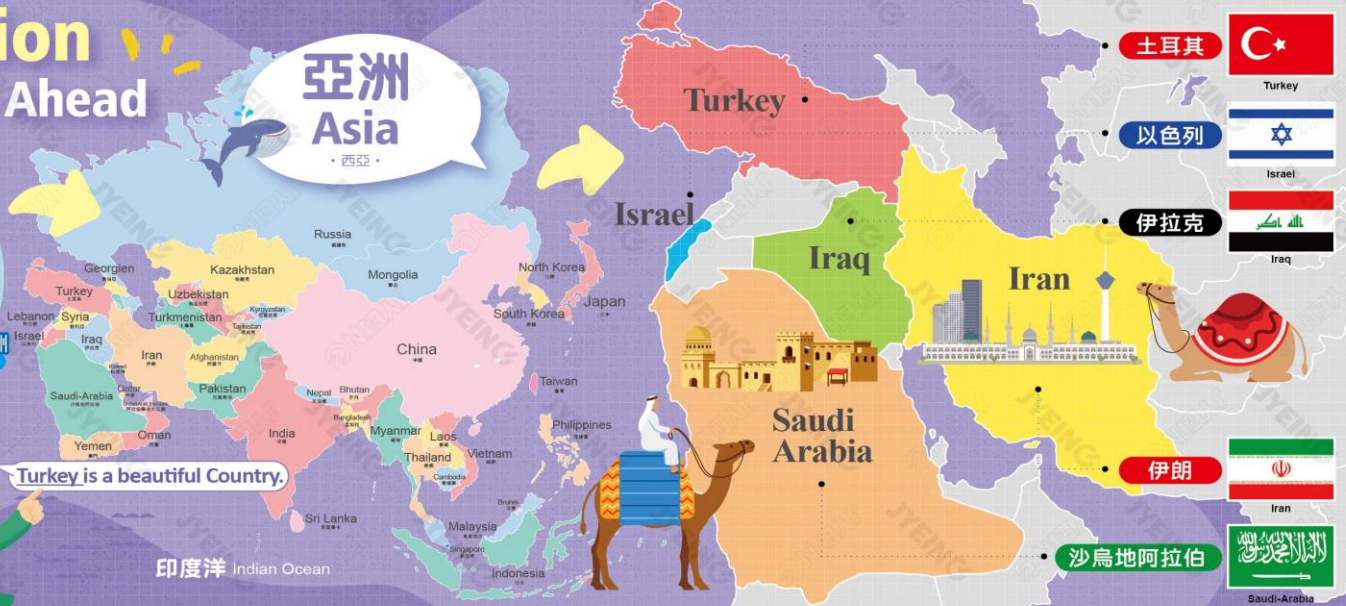 ion
Ahead
亞洲
Asia
·西亞·
Russia
Georgien
Kazakhstan
Mongolia
North Korea
Turkey
Uzbekistan
Kyrgyzstan
Japan
Lebanon
Syria
Turkmenistan
Tajikistan
South Korea
Israel
Iraq
Iran
Afghanistan
China
Kuwait
Pakistan
Saudi-Arabia
Qatar
Nepal
Bhutan
Taiwan
Oman
India
Bangladesh
Myanmar
Laos
Philippines
Yemen
Thailand
Vietnam
Cambodia
Turkey is a beautiful Country.
Sri Lanka
Brunei
Malaysia
Singapore
Indonesia
印度洋 Indian Ocean
Turkey
Israel
Iraq
Iran
Saudi
Arabia
土耳其
Turkey
以色列
Israel
伊拉克
الله اكبر
Iraq
伊朗
Iran
沙烏地阿拉伯
Saudi-Arabia
JYEING